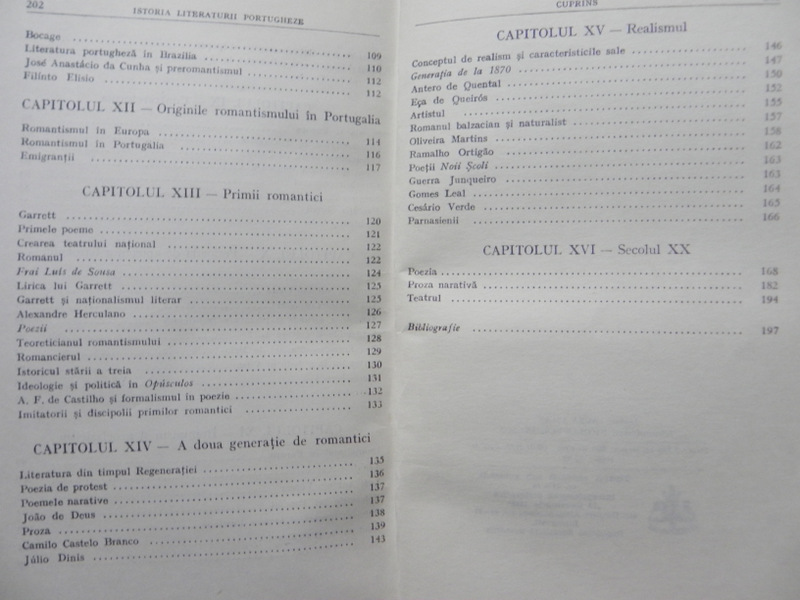 202
ISTORIA LITERATURII PORTUGHEZE
Bocage 109
Literatura portugheză în Brazilia 110
José Anastácio da Cunha și preromantismul 112
Filinto Elísio 112
CAPITOLUL XII — Originile romantismului în Portugalia
Romantismul în Europa 114
Romantismul în Portugalia 116
Emigranții 117
CAPITOLUL XIII — Primii romantici
Garrett 120
Primele poeme 121
Crearea teatrului național 122
Romanul 122
Frai Luís de Sousa 124
Lirica lui Garrett 125
Garrett și naționalismul literar 125
Alexandre Herculano 126
Poezii 127
Teoreticianul romantismului 128
Romancierul 129
Istoricul stării a treia 130
Ideologie și politică în Opúsculos 131
A. F. de Castilho și formalismul în poezie 132
Imitatorii și discipolii primilor romantici 133
CAPITOLUL XIV — A doua generație de romantici
Literatura din timpul Regenerației 135
Poezia de protest 136
Poemele narative 137
João de Deus 137
Proza 138
Camilo Castelo Branco 139
Júlio Dinis 143
CUPRINS
CAPITOLUL XV — Realismul
Conceptul de realism și caracteristicile sale 146
Generația de la 1870 147
Antero de Quental 150
Eça de Queirós 152
Artistul 155
Romanul balzacian și naturalist 157
Oliveira Martins 158
Ramalho Ortigão 162
Poeții Noii Școli 163
Guerra Junqueiro 163
Gomes Leal 164
Cesário Verde 165
Parnasienii 166
CAPITOLUL XVI — Secolul XX
Poezia 168
Proza narativă 182
Teatrul 194
Bibliografie 197